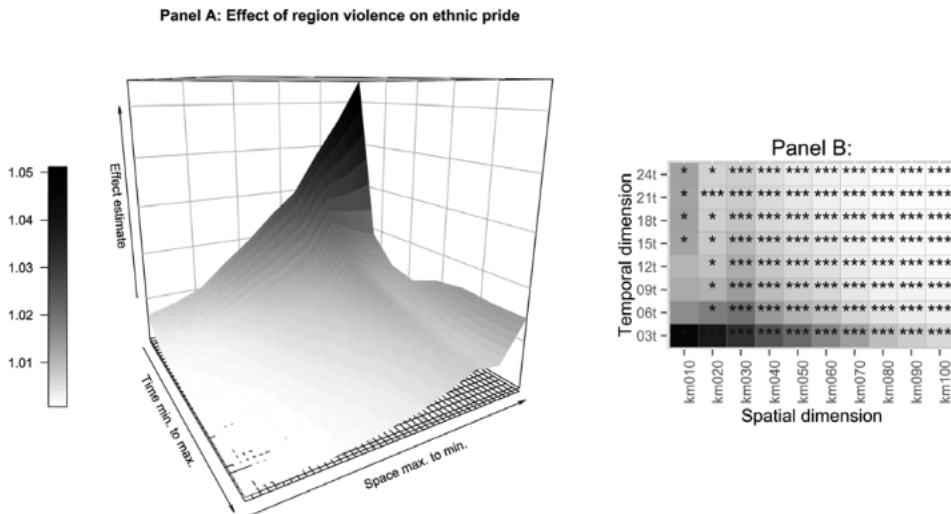 Panel A: Effect of region violence on ethnic pride
1.05
1.04
1.03
1.02
1.01
Effect estimate
Time min. to max.
Space max. to min.
Panel B:
Temporal dimension
24t * * *** *** *** *** *** *** *** ***
21t * *** *** *** *** *** *** *** *** ***
18t * * *** *** *** *** *** *** *** ***
15t * * *** *** *** *** *** *** *** ***
12t * *** *** *** *** *** *** *** ***
09t * *** *** *** *** *** *** *** ***
06t * *** *** *** *** *** *** *** ***
03t *** *** *** *** *** *** *** ***
km010 km020 km030 km040 km050 km060 km070 km080 km090 km100
Spatial dimension